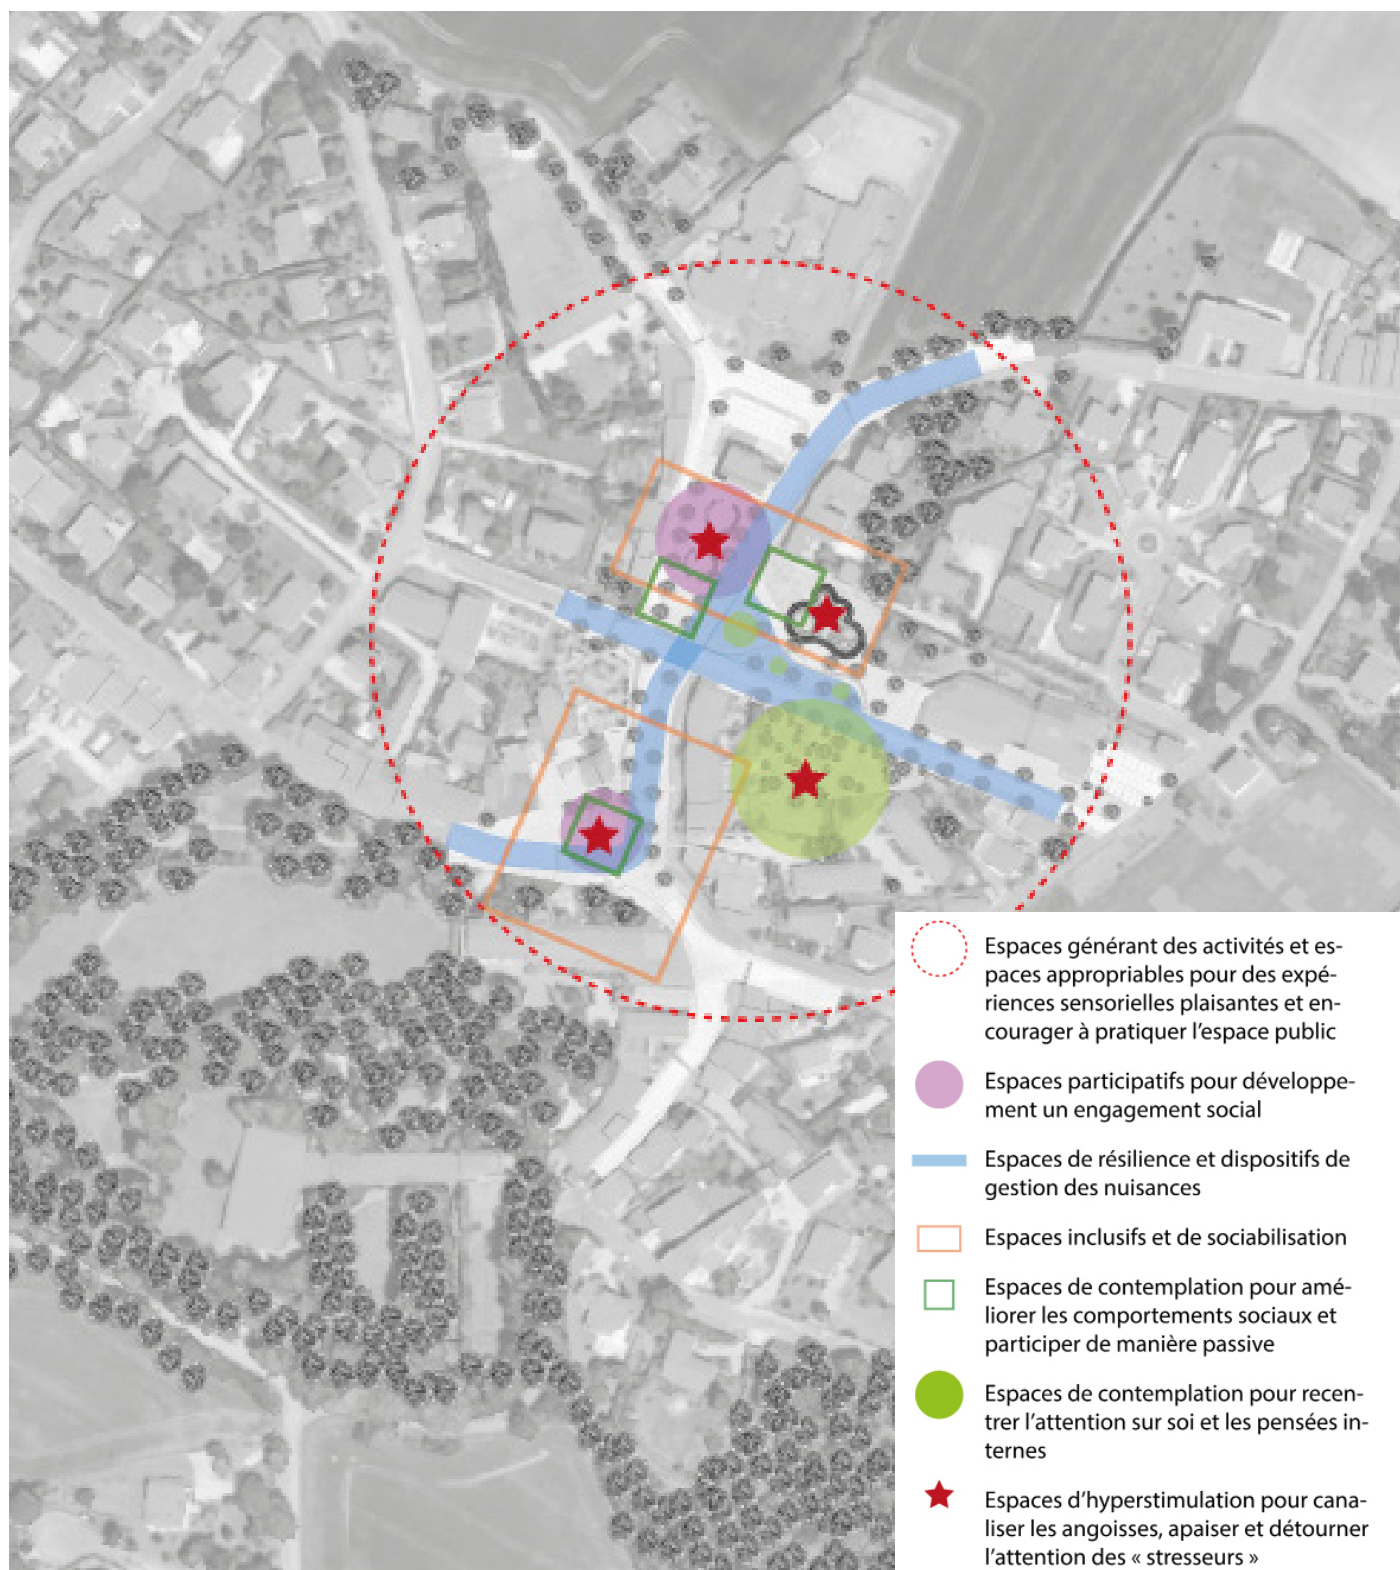 Espaces générant des activités et es-
paces appropriables pour des expé-
riences sensorielles plaisantes et en-
courager à pratiquer l'espace public
Espaces participatifs pour développe-
ment un engagement social
Espaces de résilience et dispositifs de
gestion des nuisances
Espaces inclusifs et de sociabilisation
Espaces de contemplation pour amé-
liorer les comportements sociaux et
participer de manière passive
Espaces de contemplation pour recen-
trer l'attention sur soi et les pensées in-
ternes
Espaces d'hyperstimulation pour cana-
liser les angoisses, apaiser et détourner
l'attention des « stresseurs »